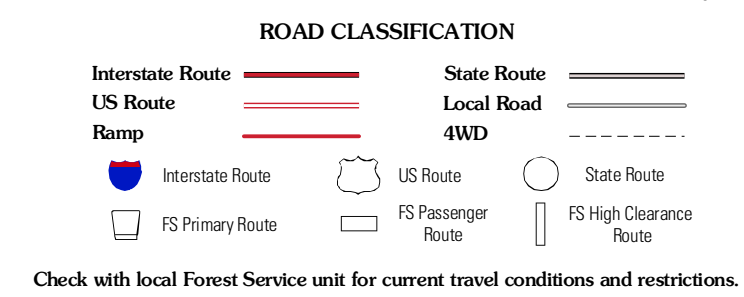 ROAD CLASSIFICATION
Interstate Route
State Route
US Route
Local Road
Ramp
4WD
Interstate Route
US Route
State Route
FS Primary Route
FS Passenger
Route
FS High Clearance
Route
Check with local Forest Service unit for current travel conditions and restrictions.